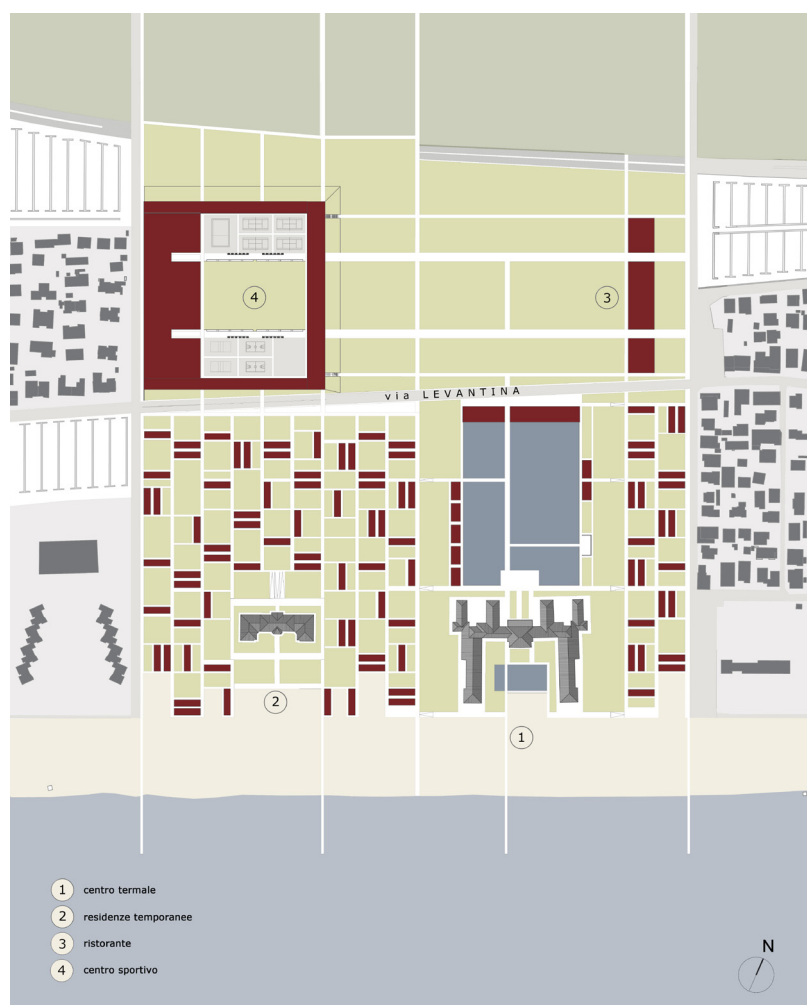 4
3
via LEVANTINA
2
1
1 centro termale
2 residenze temporanee
3 ristorante
4 centro sportivo
N